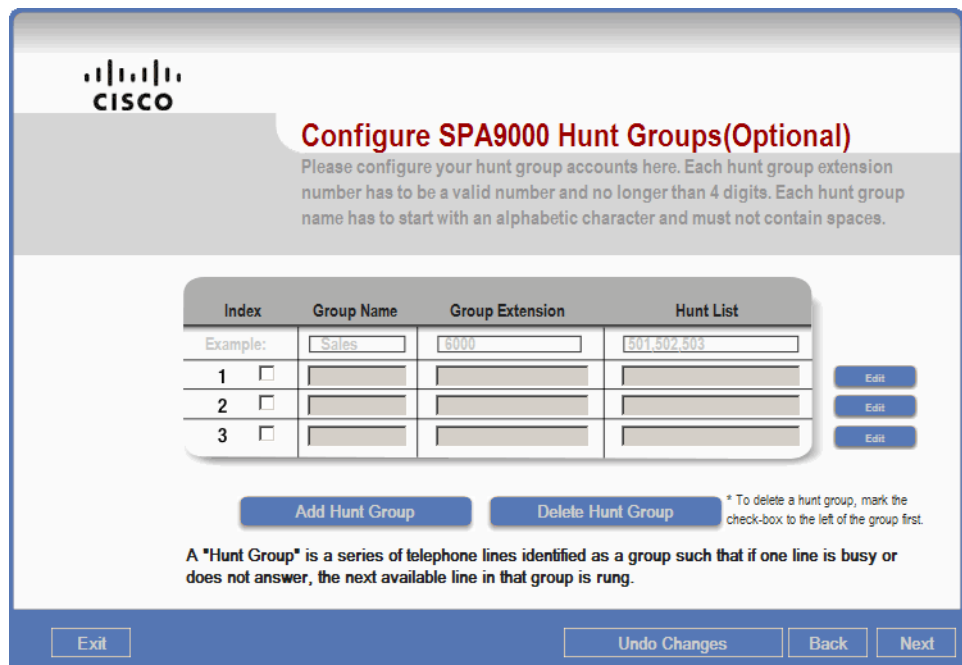 CISCO
Configure SPA9000 Hunt Groups(Optional)
Please configure your hunt group accounts here. Each hunt group extension
number has to be a valid number and no longer than 4 digits. Each hunt group
name has to start with an alphabetic character and must not contain spaces.
Index Group Name Group Extension Hunt List
Example: Sales 6000 501,502,503
1 Edit
2 Edit
3 Edit
Add Hunt Group Delete Hunt Group
* To delete a hunt group, mark the
check-box to the left of the group first.
A "Hunt Group" is a series of telephone lines identified as a group such that if one line is busy or
does not answer, the next available line in that group is rung.
Exit Undo Changes Back Next